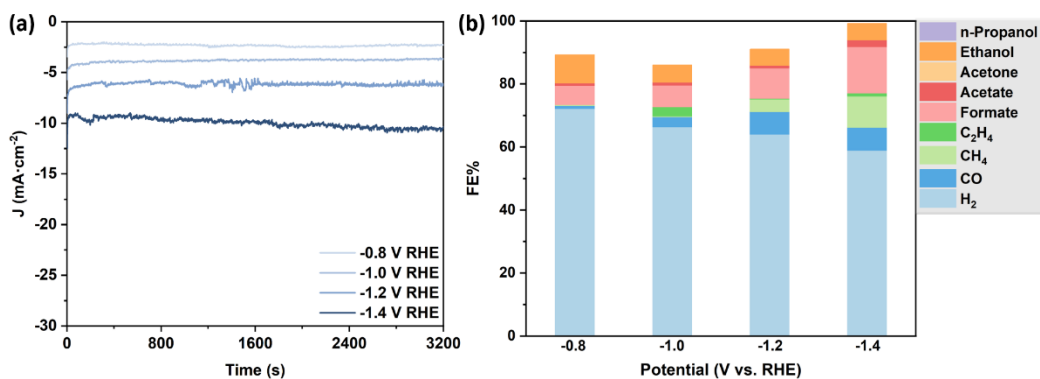 (a)
0
-5
-10
-15
-20
-25
-30
J (mA·cm⁻²)
-0.8 V RHE
-1.0 V RHE
-1.2 V RHE
-1.4 V RHE
0 800 1600 2400 3200
Time (s)
(b)
100
80
60
40
20
0
FE%
-0.8 -1.0 -1.2 -1.4
Potential (V vs. RHE)
n-Propanol
Ethanol
Acetone
Acetate
Formate
C₂H₄
CH₄
CO
H₂